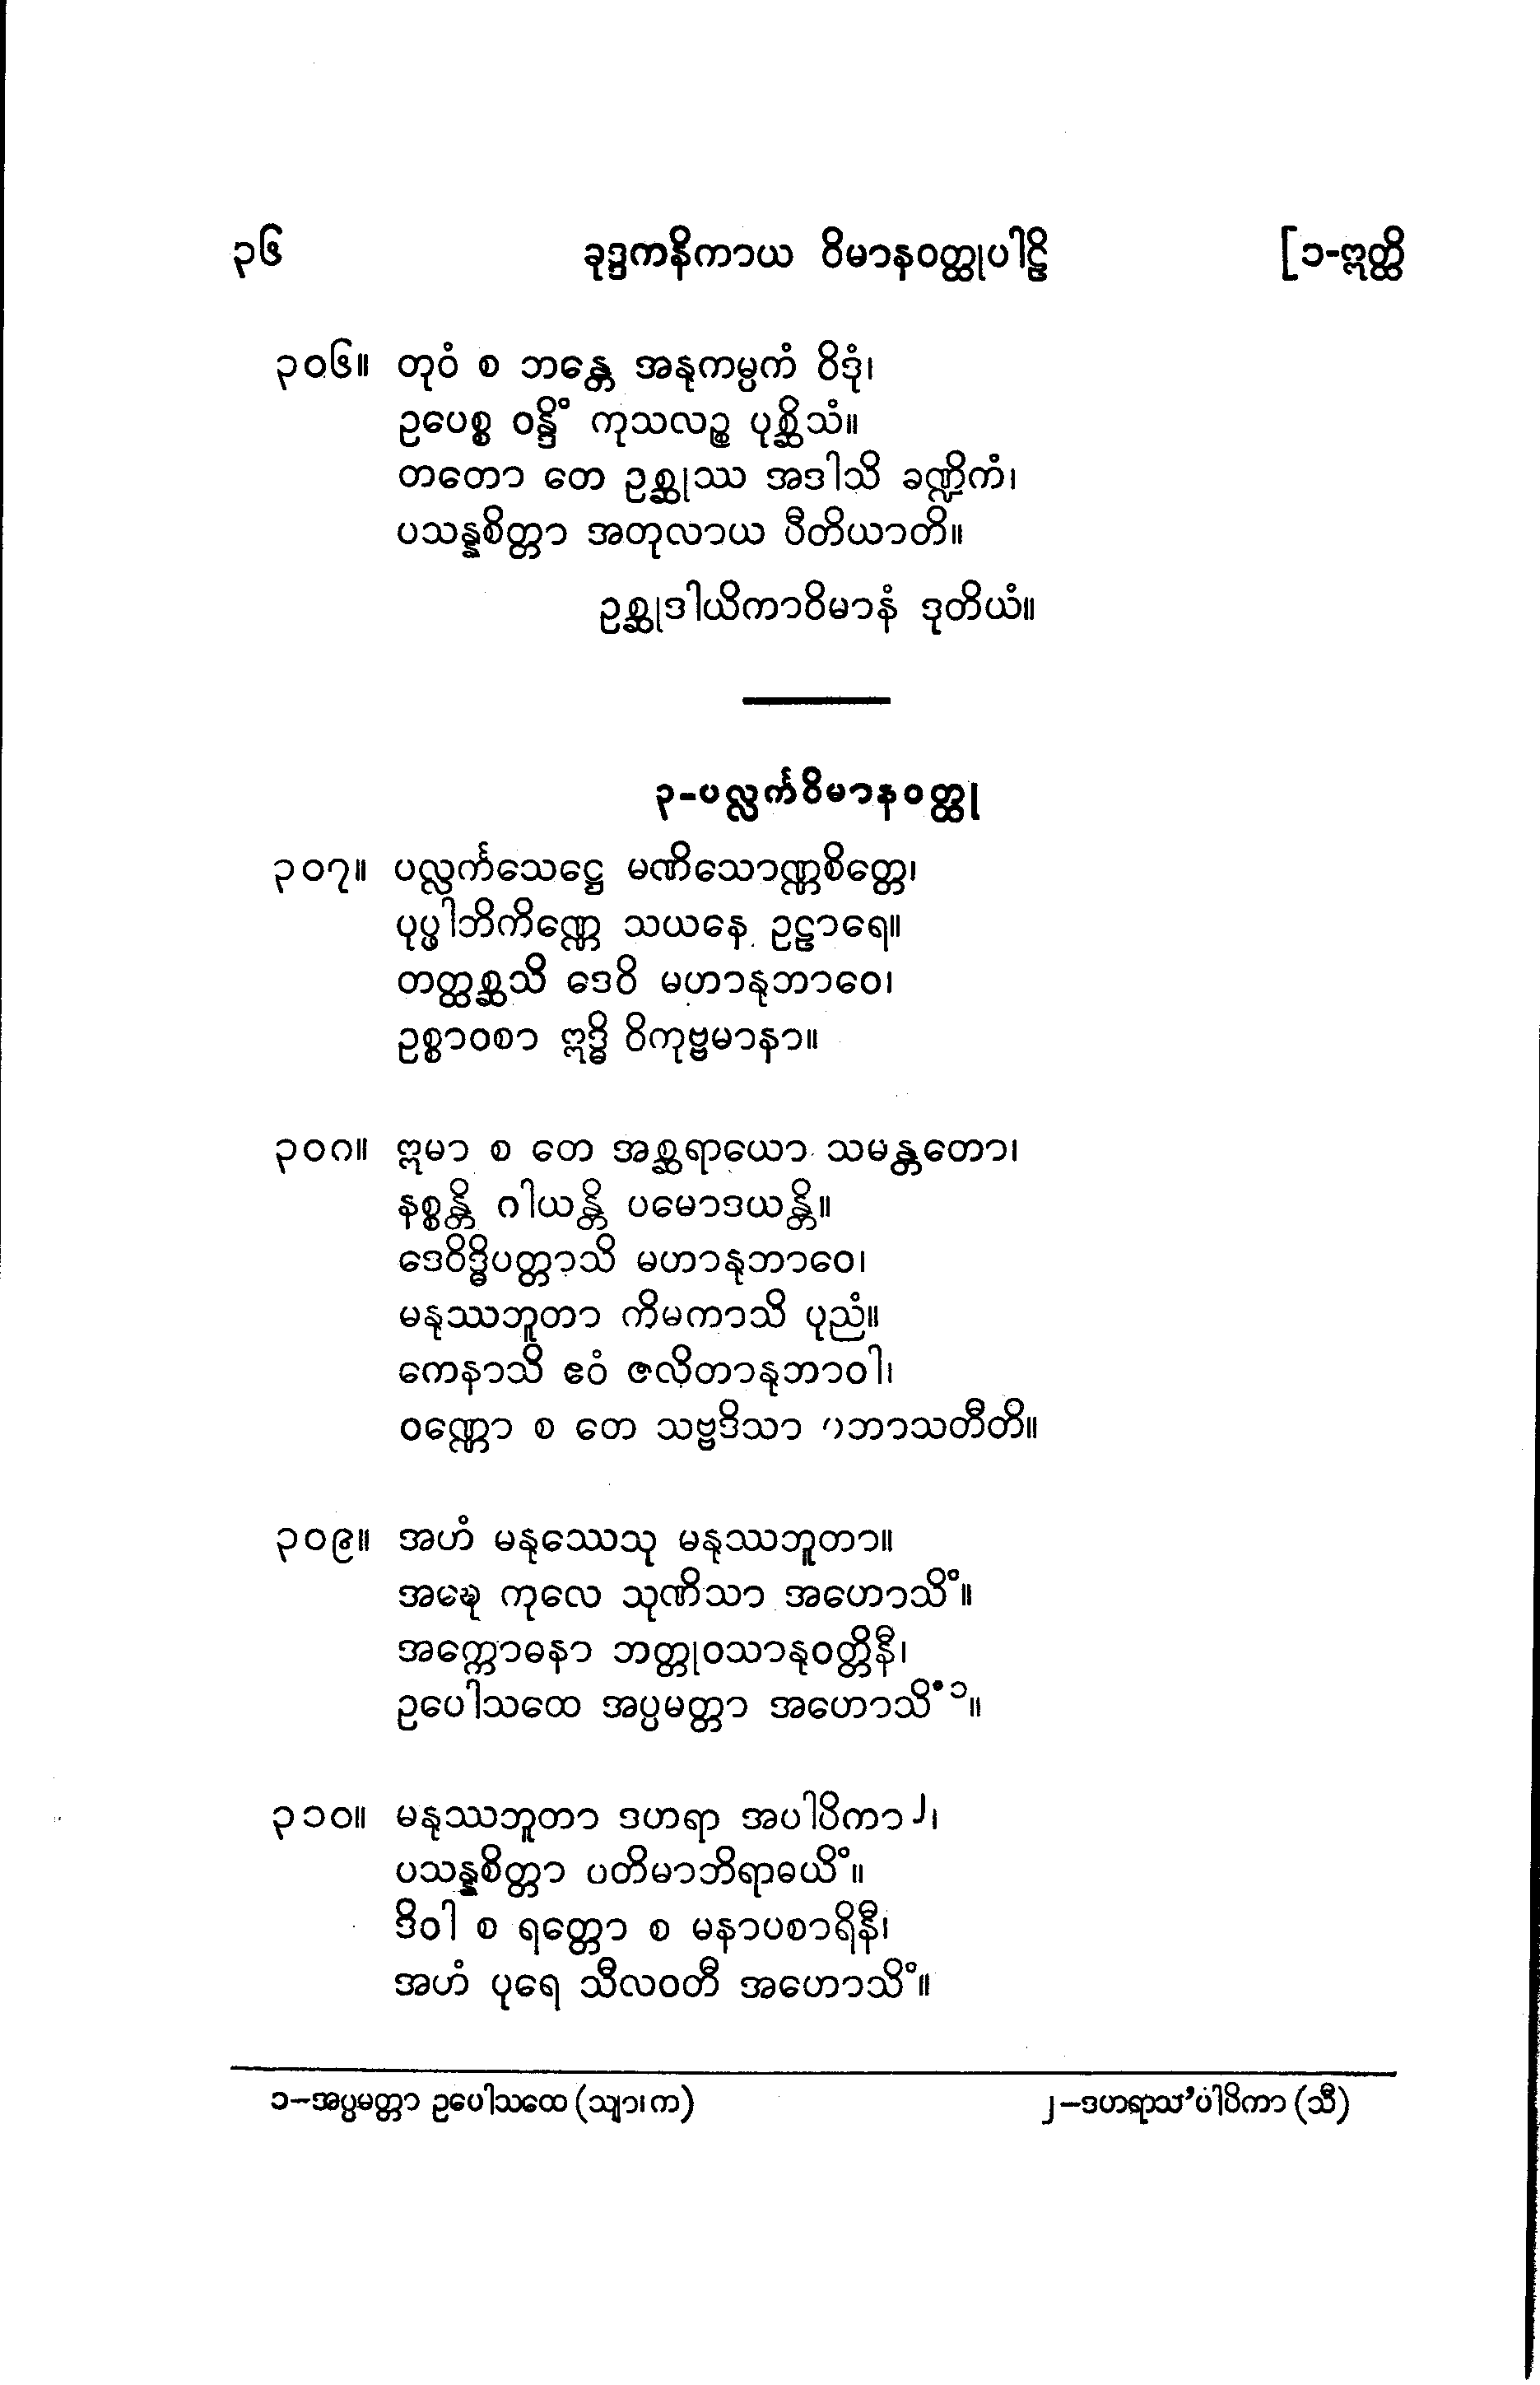 ၃၆ ခုဒ္ဒကနိကာယ ဝိမာနဝတ္ထုပါဠိ [၁-ဣတ္ထိ
၃၀၆။ တုဝံ စ ဘန္တေ အနုကမ္ပကံ ဝိဒုံ၊
ဥပေစ္စ ဝန္ဒိံ ကုသလဉ္စ ပုစ္ဆိသံ။
တတော တေ ဥစ္ဆုဿ အဒါသိ ခဏ္ဍိကံ၊
ပသန္နစိတ္တာ အတုလာယ ပီတိယာတိ။
ဥစ္ဆုဒါယိကာဝိမာနံ ဒုတိယံ။
၃-ပလ္လင်္ကဝိမာနဝတ္ထု
၃၀၇။ ပလ္လင်္ကသေဋ္ဌေ မဏိသောဏ္ဏစိတ္တေ၊
ပုပ္ဖါဘိကိဏ္ဏေ သယနေ ဥဠာရေ။
တတ္ထစ္ဆသိ ဒေဝိ မဟာနုဘာဝေ၊
ဥစ္စာဝစာ ဣဒ္ဓိ ဝိကုဗ္ဗမာနာ။
၃၀၈။ ဣမာ စ တေ အစ္ဆရာယော သမန္တတော၊
နစ္စန္တိ ဂါယန္တိ ပမောဒယန္တိ။
ဒေဝိဒ္ဓိပတ္တာသိ မဟာနုဘာဝေ၊
မနုဿဘူတာ ကိမကာသိ ပုညံ။
ကေနာသိ ဧဝံ ဇလိတာနုဘာဝါ၊
ဝဏ္ဏော စ တေ သဗ္ဗဒိသာ ပဘာသတီတိ။
၃၀၉။ အဟံ မနုဿေသု မနုဿဘူတာ။
အဍ္ဎေ ကုလေ သုဏိသာ အဟောသိံ။
အက္ကောဓနာ ဘတ္တုဝသာနုဝတ္တိနီ၊
ဥပေါသထေ အပ္ပမတ္တာ အဟောသိံ ၁။
၃၁၀။ မနုဿဘူတာ ဒဟရာ အပါပိကာ ၂၊
ပသန္နစိတ္တာ ပတိမာဘိရာဓယိံ။
ဒိဝါ စ ရတ္တော စ မနာပစာရိနီ၊
အဟံ ပုရေ သီလဝတီ အဟောသိံ။
၁–အပ္ပမတ္တာ ဥပေါသထေ (သျာ၊ က) ၂–ဒဟရာသ’ပါပိကာ (သီ)